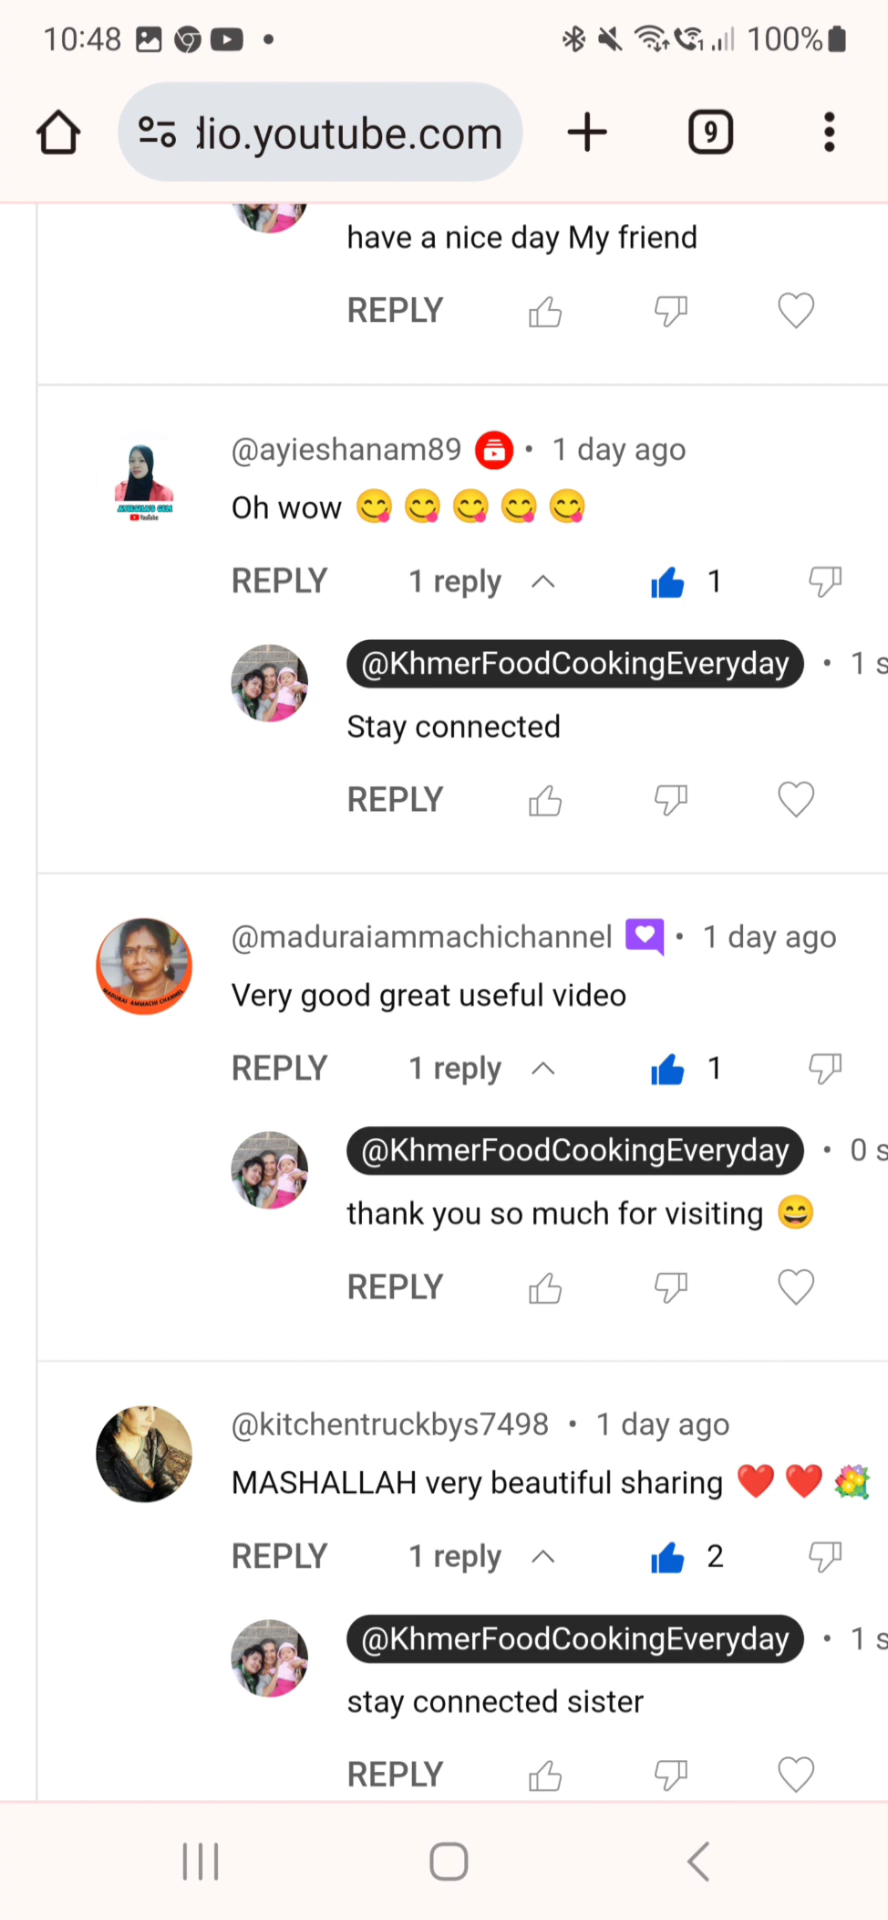 10:48
100%
dio.youtube.com
9
have a nice day My friend
REPLY
@ayieshanam89 • 1 day ago
Oh wow 😋 😋 😋 😋 😋
REPLY 1 reply 1
@KhmerFoodCookingEveryday • 1 s
Stay connected
REPLY
@maduraiammachichannel • 1 day ago
Very good great useful video
REPLY 1 reply 1
@KhmerFoodCookingEveryday • 0 s
thank you so much for visiting 😄
REPLY
@kitchentruckbys7498 • 1 day ago
MASHALLAH very beautiful sharing ❤️ ❤️ 💐
REPLY 1 reply 2
@KhmerFoodCookingEveryday • 1 s
stay connected sister
REPLY